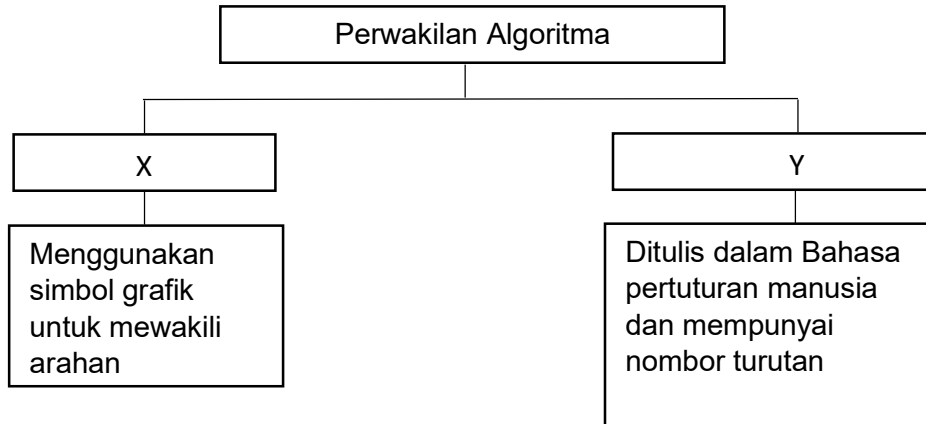 Perwakilan Algoritma
X
Y
Menggunakan
simbol grafik
untuk mewakili
arahan
Ditulis dalam Bahasa
pertuturan manusia
dan mempunyai
nombor turutan